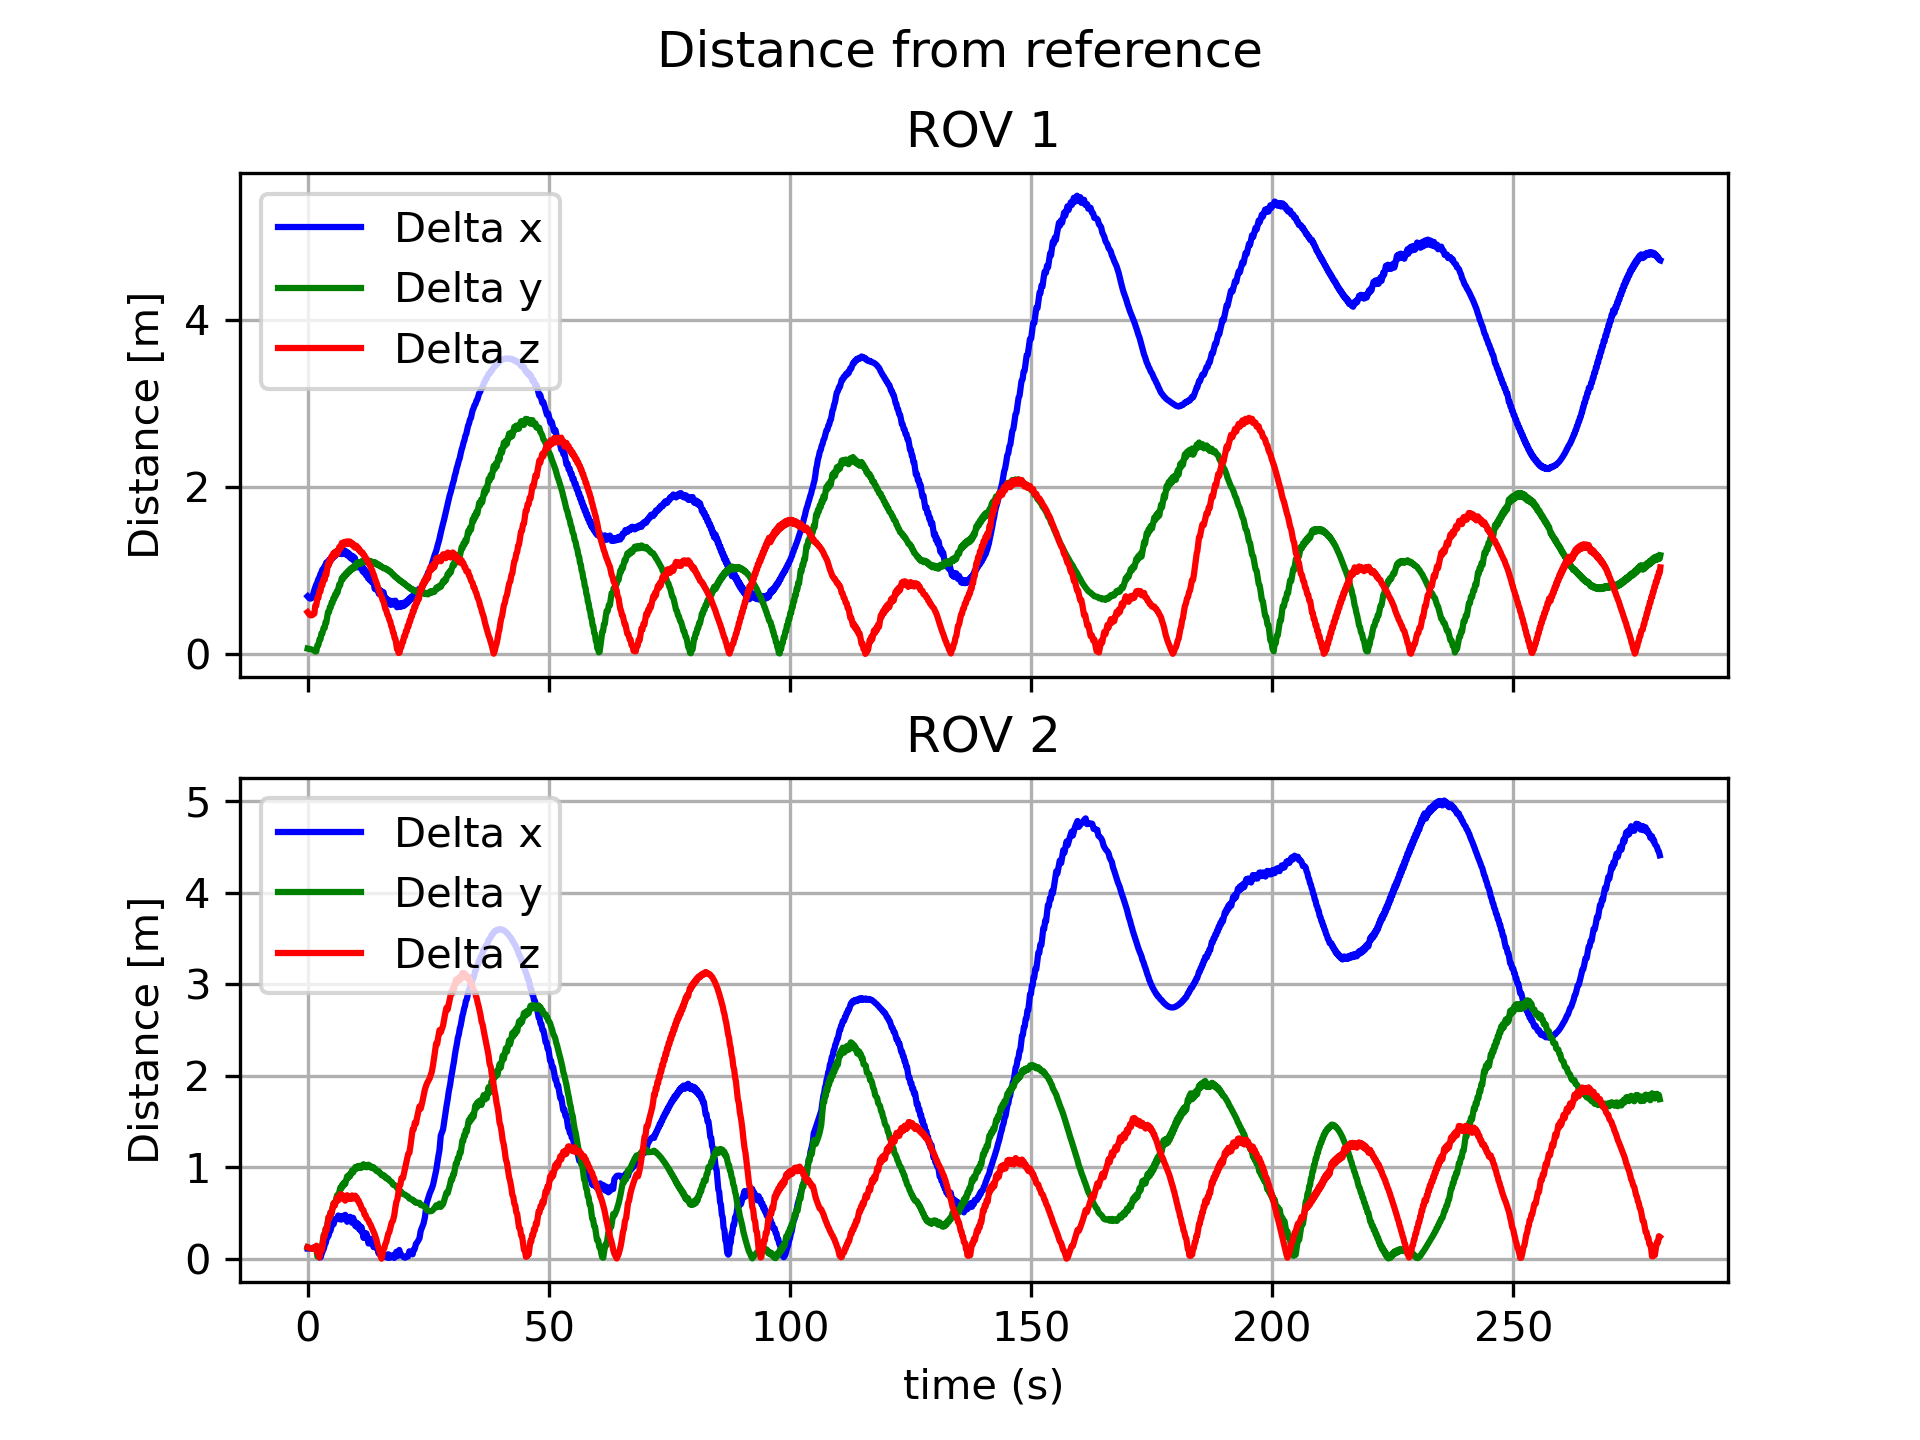 Distance from reference
ROV 1
Delta x
Delta y
Delta z
Distance [m]
4
2
0
ROV 2
Delta x
Delta y
Delta z
Distance [m]
5
4
3
2
1
0
0 50 100 150 200 250
time (s)